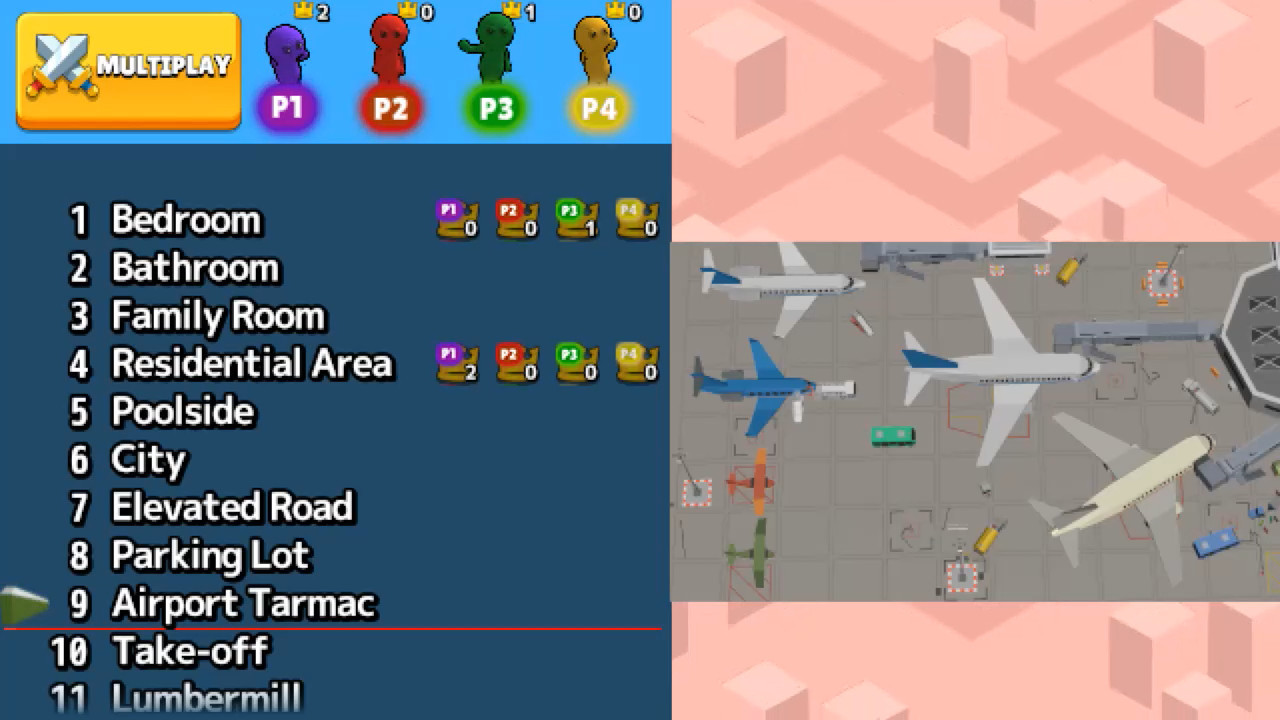 MULTIPLAY
2 0 1 0
P1 P2 P3 P4
1 Bedroom P1 0 P2 0 P3 1 P4 0
2 Bathroom
3 Family Room
4 Residential Area P1 2 P2 0 P3 0 P4 0
5 Poolside
6 City
7 Elevated Road
8 Parking Lot
9 Airport Tarmac
10 Take-off
11 Lumbermill